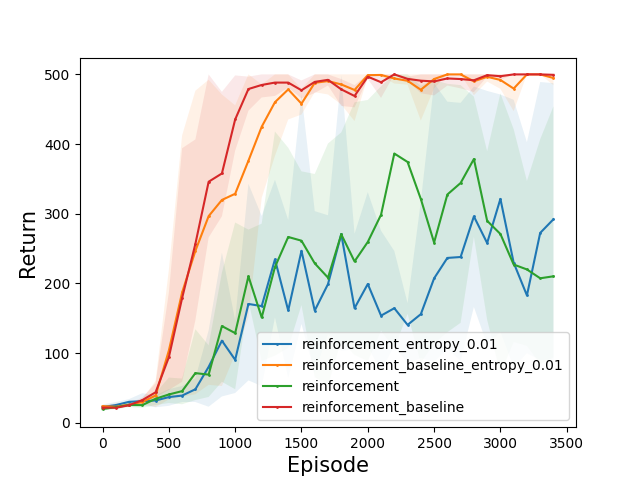 500
400
300
200
100
0
Return
reinforcement_entropy_0.01
reinforcement_baseline_entropy_0.01
reinforcement
reinforcement_baseline
0 500 1000 1500 2000 2500 3000 3500
Episode